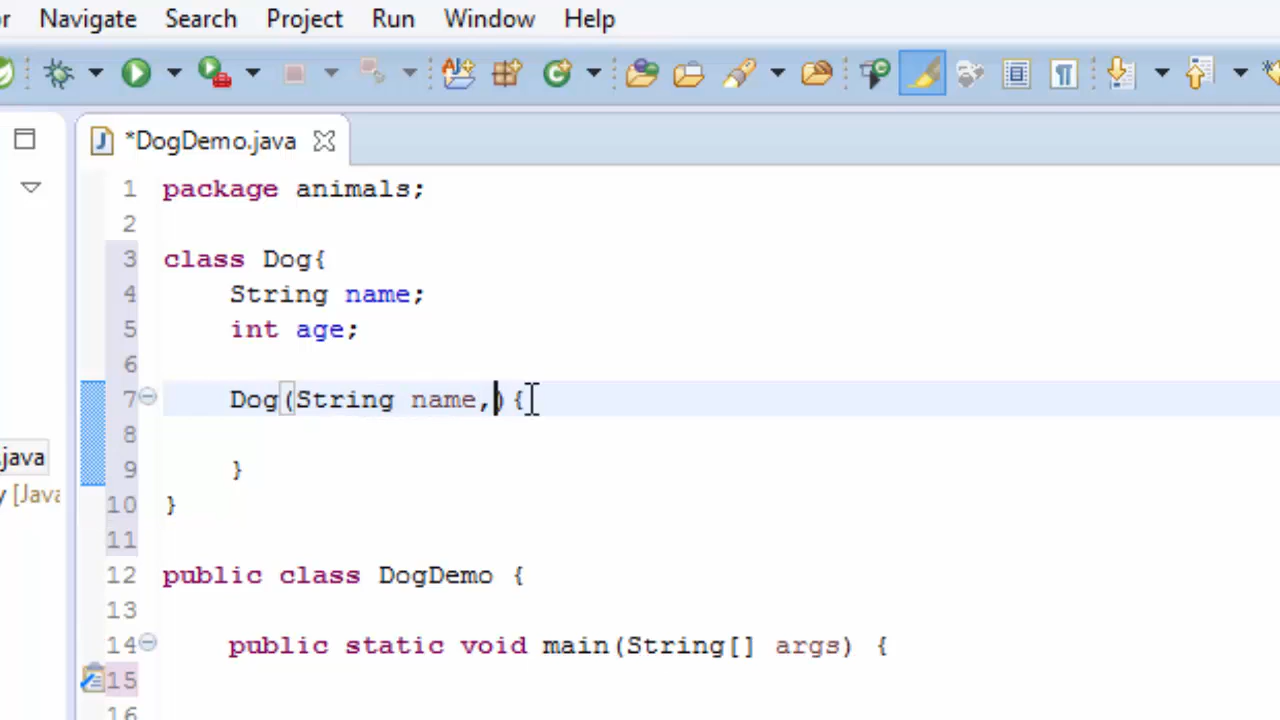 r Navigate Search Project Run Window Help
*DogDemo.java
1 package animals;
2
3 class Dog{
4 String name;
5 int age;
6
7 Dog(String name,){
8
9 }
10 }
11
12 public class DogDemo {
13
14 public static void main(String[] args) {
15
16
.java
y [Java